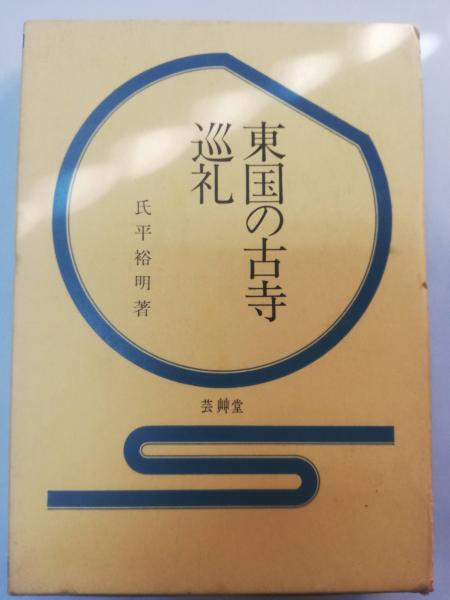 東国の古寺
巡礼
氏平裕明著
芸艸堂